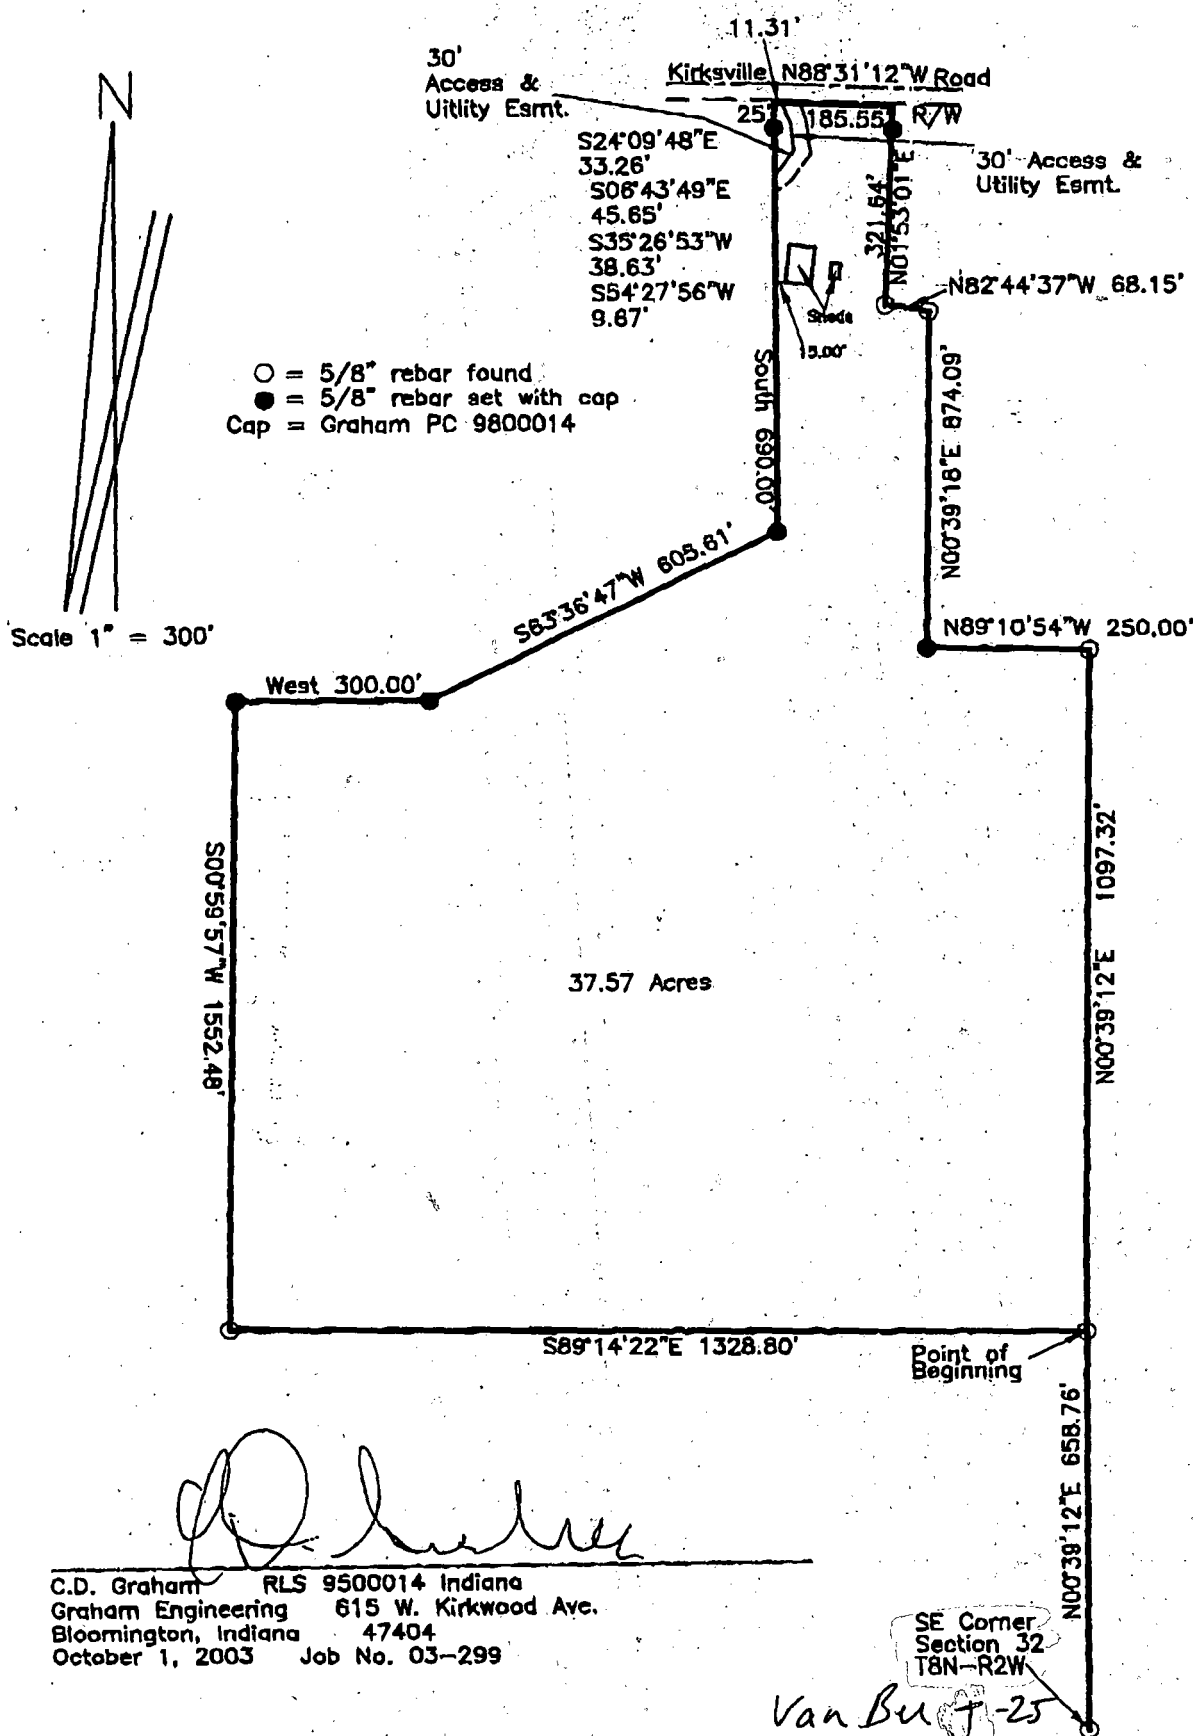 11.31'
30'
Access &
Uitlity Esmt.
Kirksville N88°31'12"W Road
25'
185.55'
R/W
N
S24°09'48"E
33.26'
S06°43'49"E
45.65'
S35°26'53"W
38.63'
S54°27'56"W
9.67'
30' Access &
Utility Esmt.
321.64'
N01°53'01"E
N82°44'37"W 68.15'
Sheds
15.00'
○ = 5/8" rebar found
● = 5/8" rebar set with cap
Cap = Graham PC 9800014
South 690.00'
N00°39'18"E 874.09'
S63°36'47"W 605.61'
Scale 1" = 300'
N89°10'54"W 250.00'
West 300.00'
S00°59'57"W 1552.48'
37.57 Acres
N00°39'12"E 1097.32'
S89°14'22"E 1328.80'
Point of
Beginning
N00°39'12"E 658.76'
C.D. Graham RLS 9500014 Indiana
Graham Engineering 615 W. Kirkwood Ave.
Bloomington, Indiana 47404
October 1, 2003 Job No. 03-299
SE Corner
Section 32
T8N-R2W
Van Bu T-25